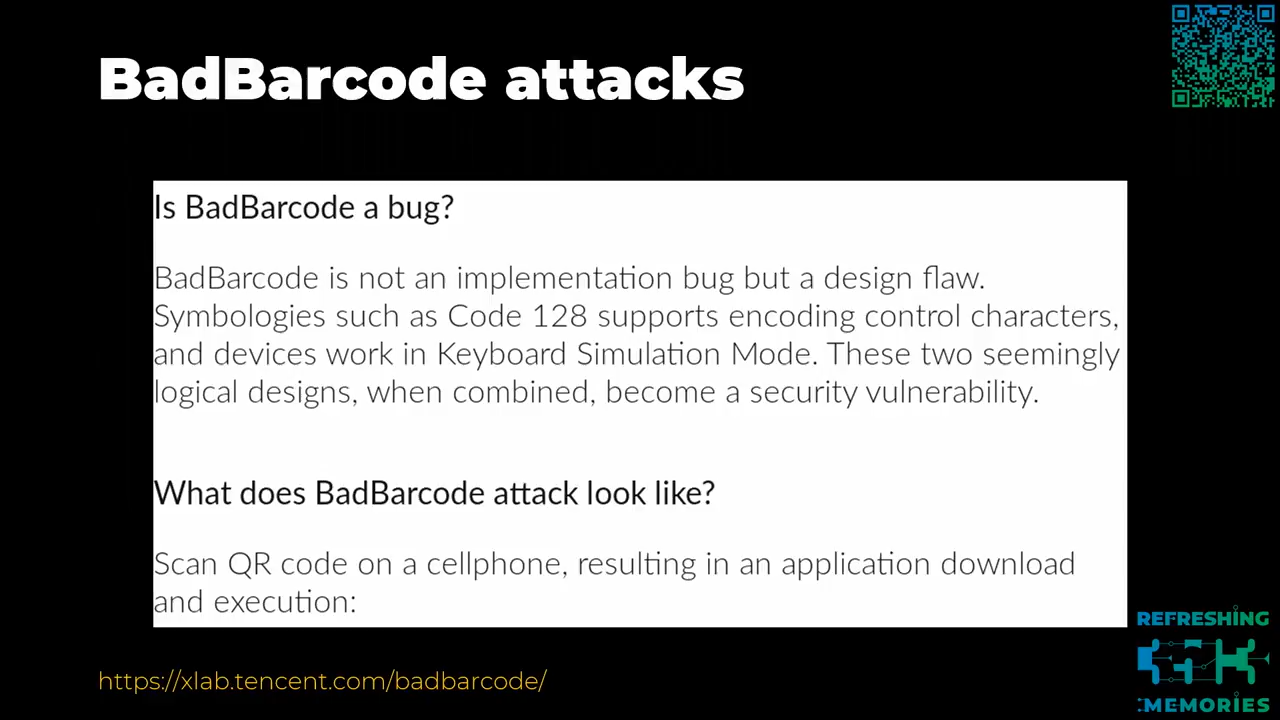 BadBarcode attacks
Is BadBarcode a bug?
BadBarcode is not an implementation bug but a design flaw.
Symbologies such as Code 128 supports encoding control characters,
and devices work in Keyboard Simulation Mode. These two seemingly
logical designs, when combined, become a security vulnerability.
What does BadBarcode attack look like?
Scan QR code on a cellphone, resulting in an application download
and execution:
https://xlab.tencent.com/badbarcode/
REFRESHING
MEMORIES